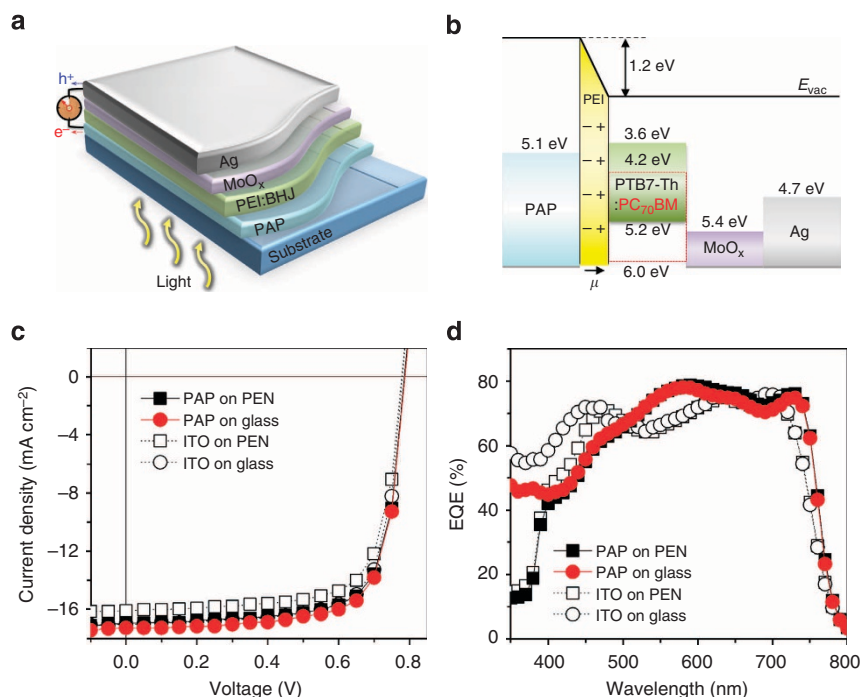 a
h+
e−
Ag
MoOx
PEI:BHJ
PAP
Substrate
Light
b
1.2 eV
Evac
PEI
5.1 eV
3.6 eV
4.2 eV
4.7 eV
PAP
PTB7-Th
:PC70BM
5.4 eV
Ag
5.2 eV
MoOx
6.0 eV
− +
− +
− +
− +
μ
c
0
−4
−8
−12
−16
PAP on PEN
PAP on glass
ITO on PEN
ITO on glass
Current density (mA cm−2)
0.0 0.2 0.4 0.6 0.8
Voltage (V)
d
100
80
60
40
20
0
EQE (%)
PAP on PEN
PAP on glass
ITO on PEN
ITO on glass
400 500 600 700 800
Wavelength (nm)